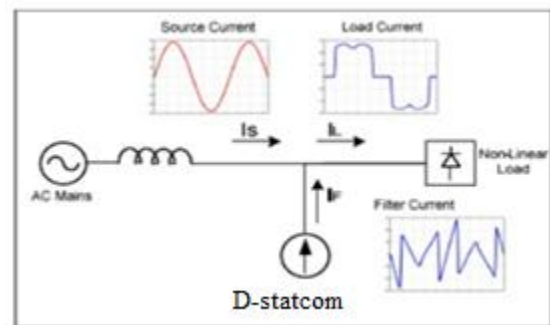 Source Current
Load Current
Is
IL
AC Mains
Non-Linear
Load
IF
Filter Current
D-statcom